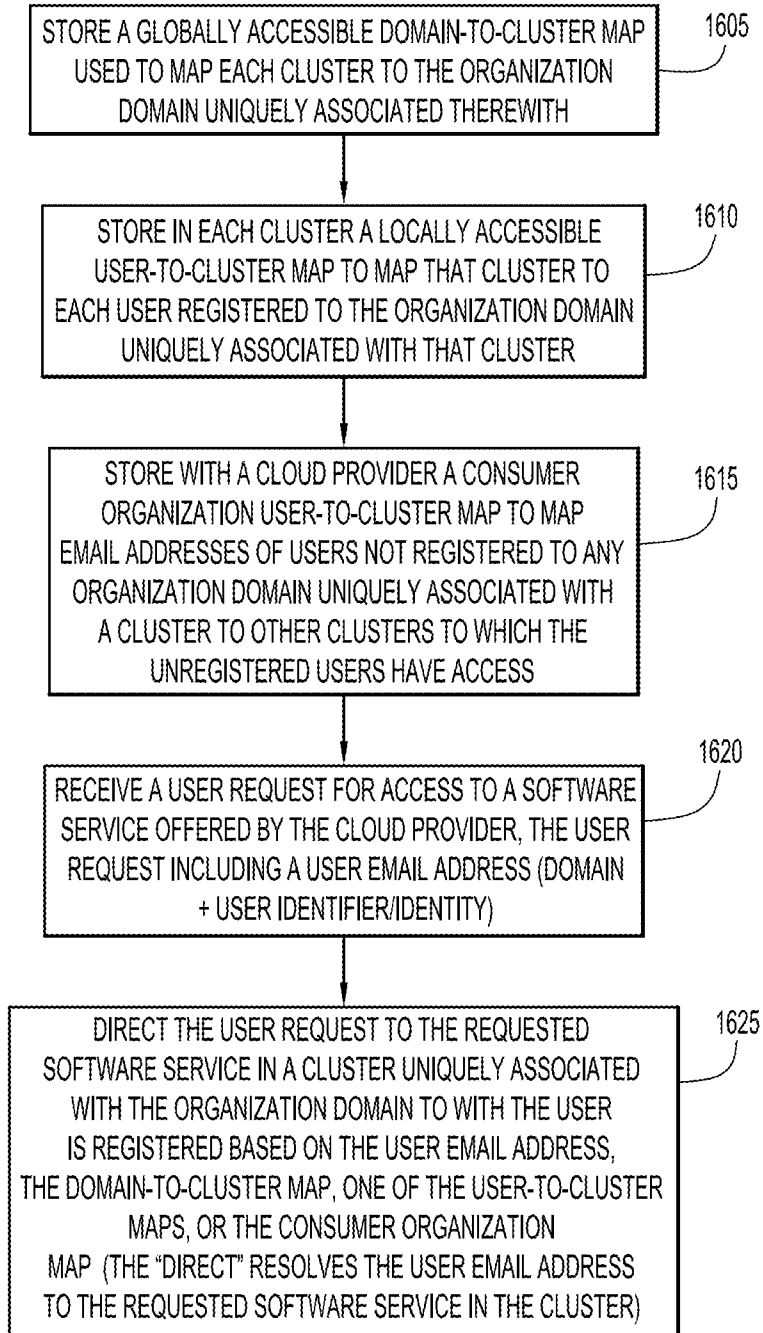 STORE A GLOBALLY ACCESSIBLE DOMAIN-TO-CLUSTER MAP
USED TO MAP EACH CLUSTER TO THE ORGANIZATION
DOMAIN UNIQUELY ASSOCIATED THEREWITH
1605
STORE IN EACH CLUSTER A LOCALLY ACCESSIBLE
USER-TO-CLUSTER MAP TO MAP THAT CLUSTER TO
EACH USER REGISTERED TO THE ORGANIZATION DOMAIN
UNIQUELY ASSOCIATED WITH THAT CLUSTER
1610
STORE WITH A CLOUD PROVIDER A CONSUMER
ORGANIZATION USER-TO-CLUSTER MAP TO MAP
EMAIL ADDRESSES OF USERS NOT REGISTERED TO ANY
ORGANIZATION DOMAIN UNIQUELY ASSOCIATED WITH
A CLUSTER TO OTHER CLUSTERS TO WHICH THE
UNREGISTERED USERS HAVE ACCESS
1615
RECEIVE A USER REQUEST FOR ACCESS TO A SOFTWARE
SERVICE OFFERED BY THE CLOUD PROVIDER, THE USER
REQUEST INCLUDING A USER EMAIL ADDRESS (DOMAIN
+ USER IDENTIFIER/IDENTITY)
1620
DIRECT THE USER REQUEST TO THE REQUESTED
SOFTWARE SERVICE IN A CLUSTER UNIQUELY ASSOCIATED
WITH THE ORGANIZATION DOMAIN TO WITH THE USER
IS REGISTERED BASED ON THE USER EMAIL ADDRESS,
THE DOMAIN-TO-CLUSTER MAP, ONE OF THE USER-TO-CLUSTER
MAPS, OR THE CONSUMER ORGANIZATION
MAP (THE “DIRECT” RESOLVES THE USER EMAIL ADDRESS
TO THE REQUESTED SOFTWARE SERVICE IN THE CLUSTER)
1625